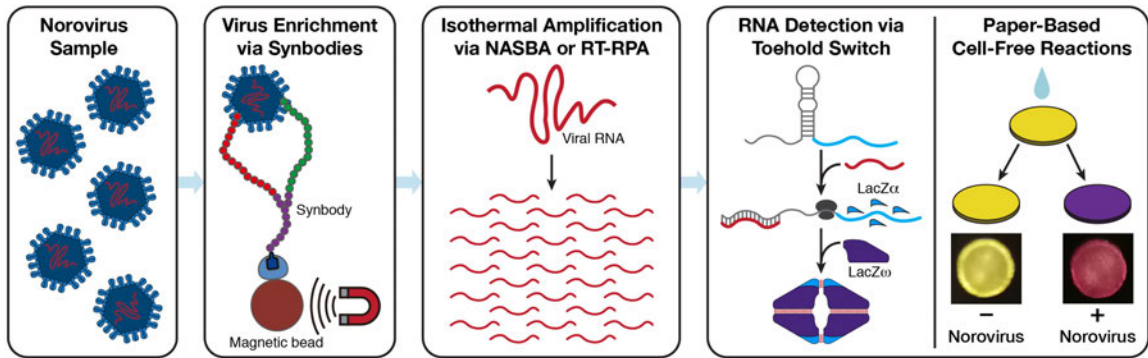 Norovirus
Sample
Virus Enrichment
via Synbodies
Synbody
Magnetic bead
Isothermal Amplification
via NASBA or RT-RPA
Viral RNA
RNA Detection via
Toehold Switch
LacZα
LacZω
Paper-Based
Cell-Free Reactions
−
Norovirus
+
Norovirus